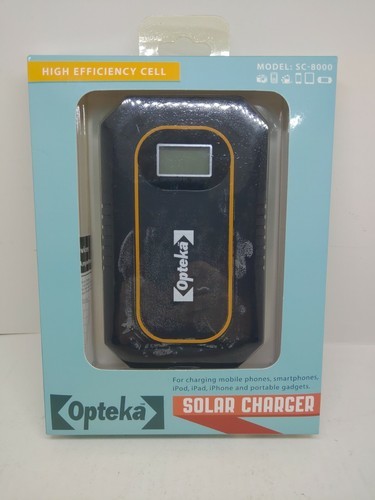 HIGH EFFICIENCY CELL
MODEL: SC-8000
Opteka
For charging mobile phones, smartphones,
iPod, iPad, iPhone and portable gadgets.
Opteka
SOLAR CHARGER